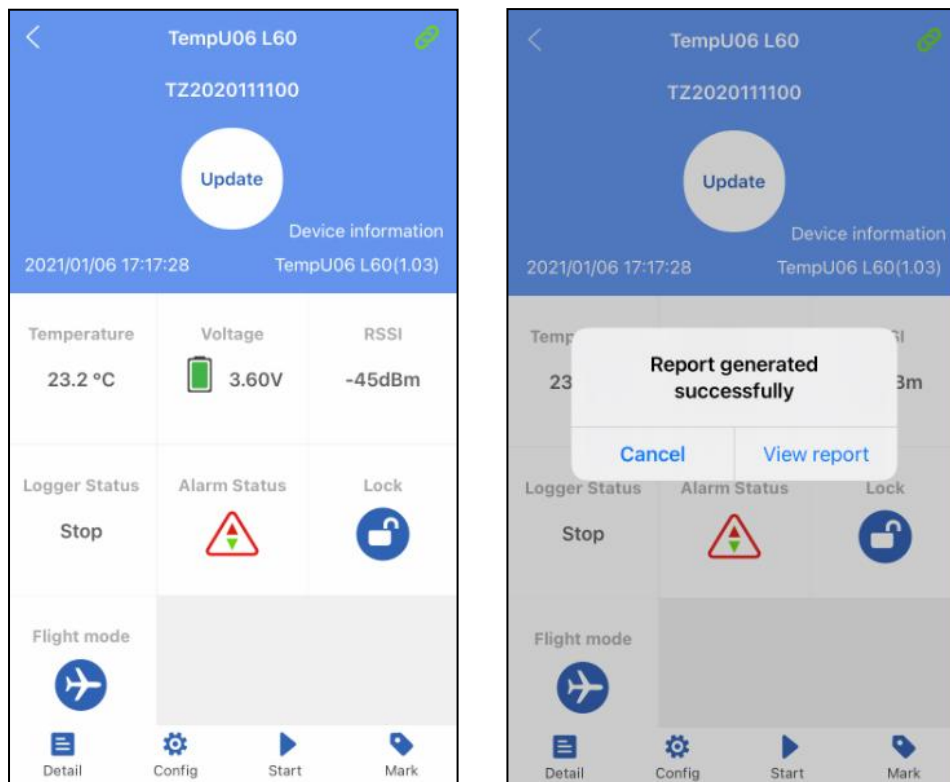 TempU06 L60
TZ2020111100
Update
Device information
2021/01/06 17:17:28 TempU06 L60(1.03)
Temperature Voltage RSSI
23.2 °C 3.60V -45dBm
Logger Status Alarm Status Lock
Stop
Flight mode
Detail Config Start Mark
TempU06 L60
TZ2020111100
Update
Device information
2021/01/06 17:17:28 TempU06 L60(1.03)
Report generated
successfully
Cancel View report
Logger Status Alarm Status Lock
Stop
Flight mode
Detail Config Start Mark